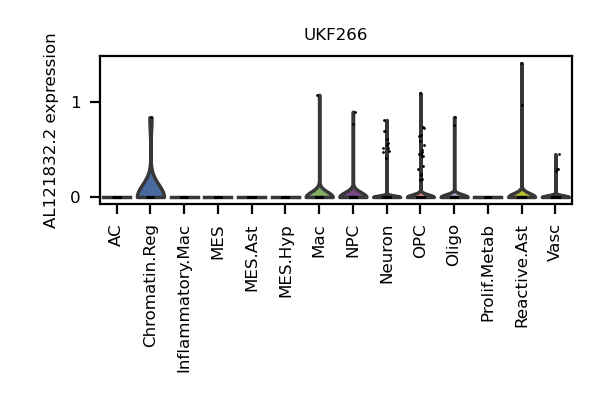 UKF266
AL121832.2 expression
1
0
AC
Chromatin.Reg
Inflammatory.Mac
MES
MES.Ast
MES.Hyp
Mac
NPC
Neuron
OPC
Oligo
Prolif.Metab
Reactive.Ast
Vasc